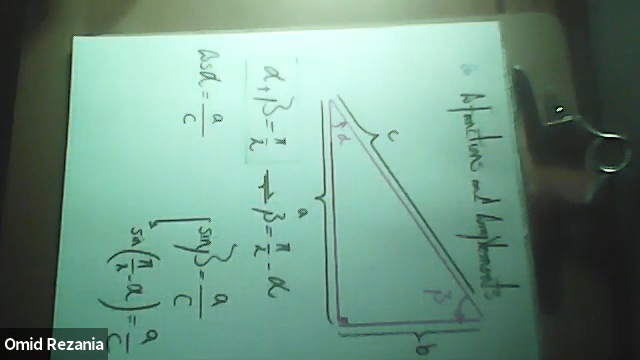 Cofunctions and Complements
c
α
β
a
b
α + β = π/2 → β = π/2 - α
cos α = a/c
sin β = a/c
sin(π/2 - α) = a/c
Omid Rezania